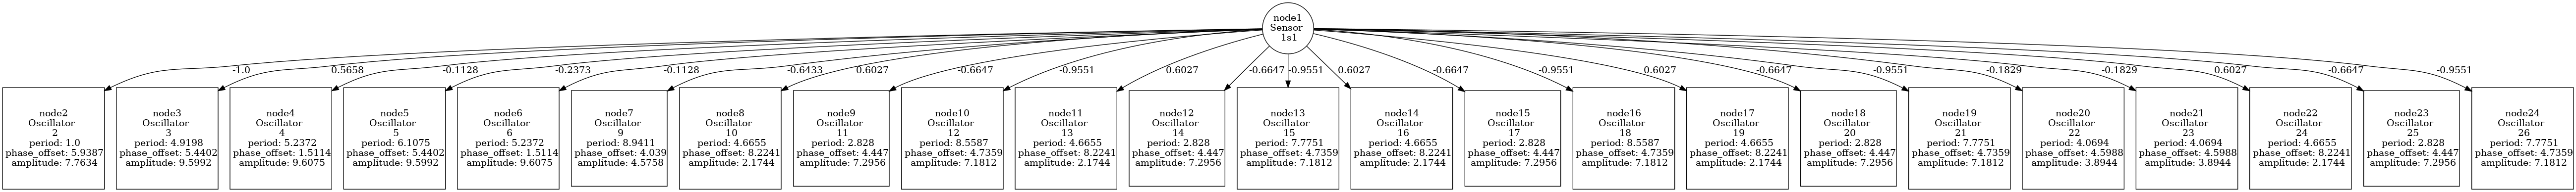 node1
Sensor
1s1
-1.0
0.5658
-0.1128
-0.2373
-0.1128
-0.6433
0.6027
-0.6647
-0.9551
0.6027
-0.6647
-0.9551
0.6027
-0.6647
-0.9551
0.6027
-0.6647
-0.9551
-0.1829
-0.1829
0.6027
-0.6647
-0.9551
node2
Oscillator
2
period: 1.0
phase_offset: 5.9387
amplitude: 7.7634
node3
Oscillator
3
period: 4.9198
phase_offset: 5.4402
amplitude: 9.5992
node4
Oscillator
4
period: 5.2372
phase_offset: 1.5114
amplitude: 9.6075
node5
Oscillator
5
period: 6.1075
phase_offset: 5.4402
amplitude: 9.5992
node6
Oscillator
6
period: 5.2372
phase_offset: 1.5114
amplitude: 9.6075
node7
Oscillator
9
period: 8.9411
phase_offset: 4.039
amplitude: 4.5758
node8
Oscillator
10
period: 4.6655
phase_offset: 8.2241
amplitude: 2.1744
node9
Oscillator
11
period: 2.828
phase_offset: 4.447
amplitude: 7.2956
node10
Oscillator
12
period: 8.5587
phase_offset: 4.7359
amplitude: 7.1812
node11
Oscillator
13
period: 4.6655
phase_offset: 8.2241
amplitude: 2.1744
node12
Oscillator
14
period: 2.828
phase_offset: 4.447
amplitude: 7.2956
node13
Oscillator
15
period: 7.7751
phase_offset: 4.7359
amplitude: 7.1812
node14
Oscillator
16
period: 4.6655
phase_offset: 8.2241
amplitude: 2.1744
node15
Oscillator
17
period: 2.828
phase_offset: 4.447
amplitude: 7.2956
node16
Oscillator
18
period: 8.5587
phase_offset: 4.7359
amplitude: 7.1812
node17
Oscillator
19
period: 4.6655
phase_offset: 8.2241
amplitude: 2.1744
node18
Oscillator
20
period: 2.828
phase_offset: 4.447
amplitude: 7.2956
node19
Oscillator
21
period: 7.7751
phase_offset: 4.7359
amplitude: 7.1812
node20
Oscillator
22
period: 4.0694
phase_offset: 4.5988
amplitude: 3.8944
node21
Oscillator
23
period: 4.0694
phase_offset: 4.5988
amplitude: 3.8944
node22
Oscillator
24
period: 4.6655
phase_offset: 8.2241
amplitude: 2.1744
node23
Oscillator
25
period: 2.828
phase_offset: 4.447
amplitude: 7.2956
node24
Oscillator
26
period: 7.7751
phase_offset: 4.7359
amplitude: 7.1812